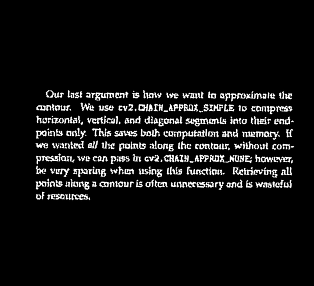 Our last argument is how we want to approximate the
contour. We use cv2.CHAIN_APPROX_SIMPLE to compress
horizontal, vertical, and diagonal segments into their end-
points only. This saves both computation and memory. If
we wanted all the points along the contour, without com-
pression, we can pass in cv2.CHAIN_APPROX_NONE; however,
be very sparing when using this function. Retrieving all
points along a contour is often unnecessary and is wasteful
of resources.